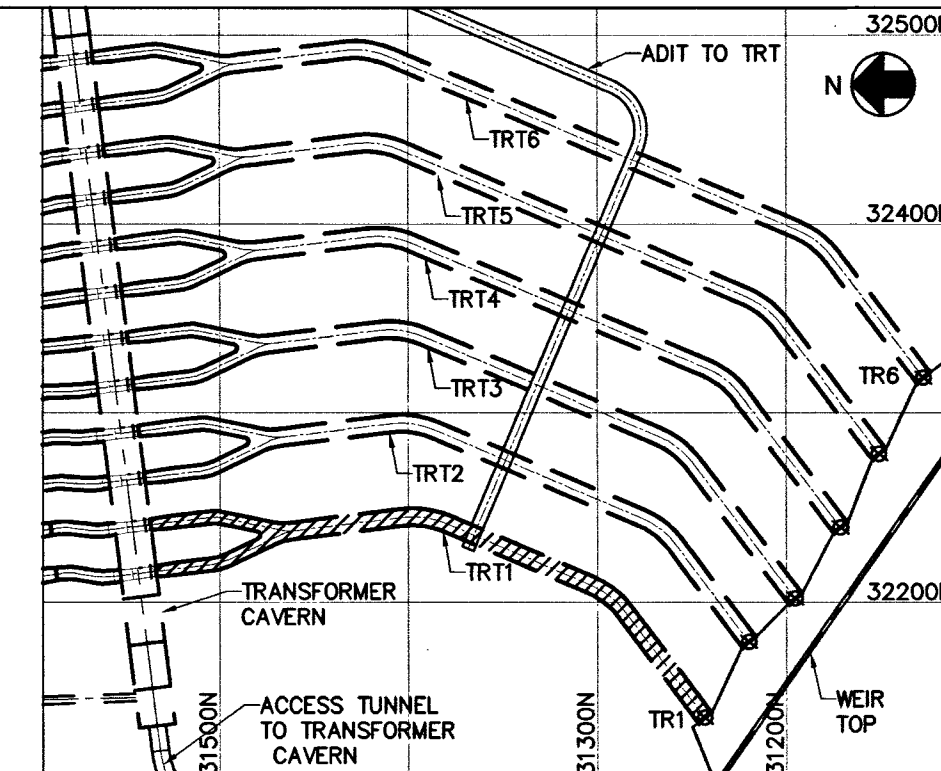 32500
ADIT TO TRT
N
TRT6
TRT5
32400
TRT4
TRT3
TR6
TRT2
TRT1
TRANSFORMER
CAVERN
32200
ACCESS TUNNEL
TO TRANSFORMER
CAVERN
TR1
WEIR
TOP
31500N
31300N
31200N